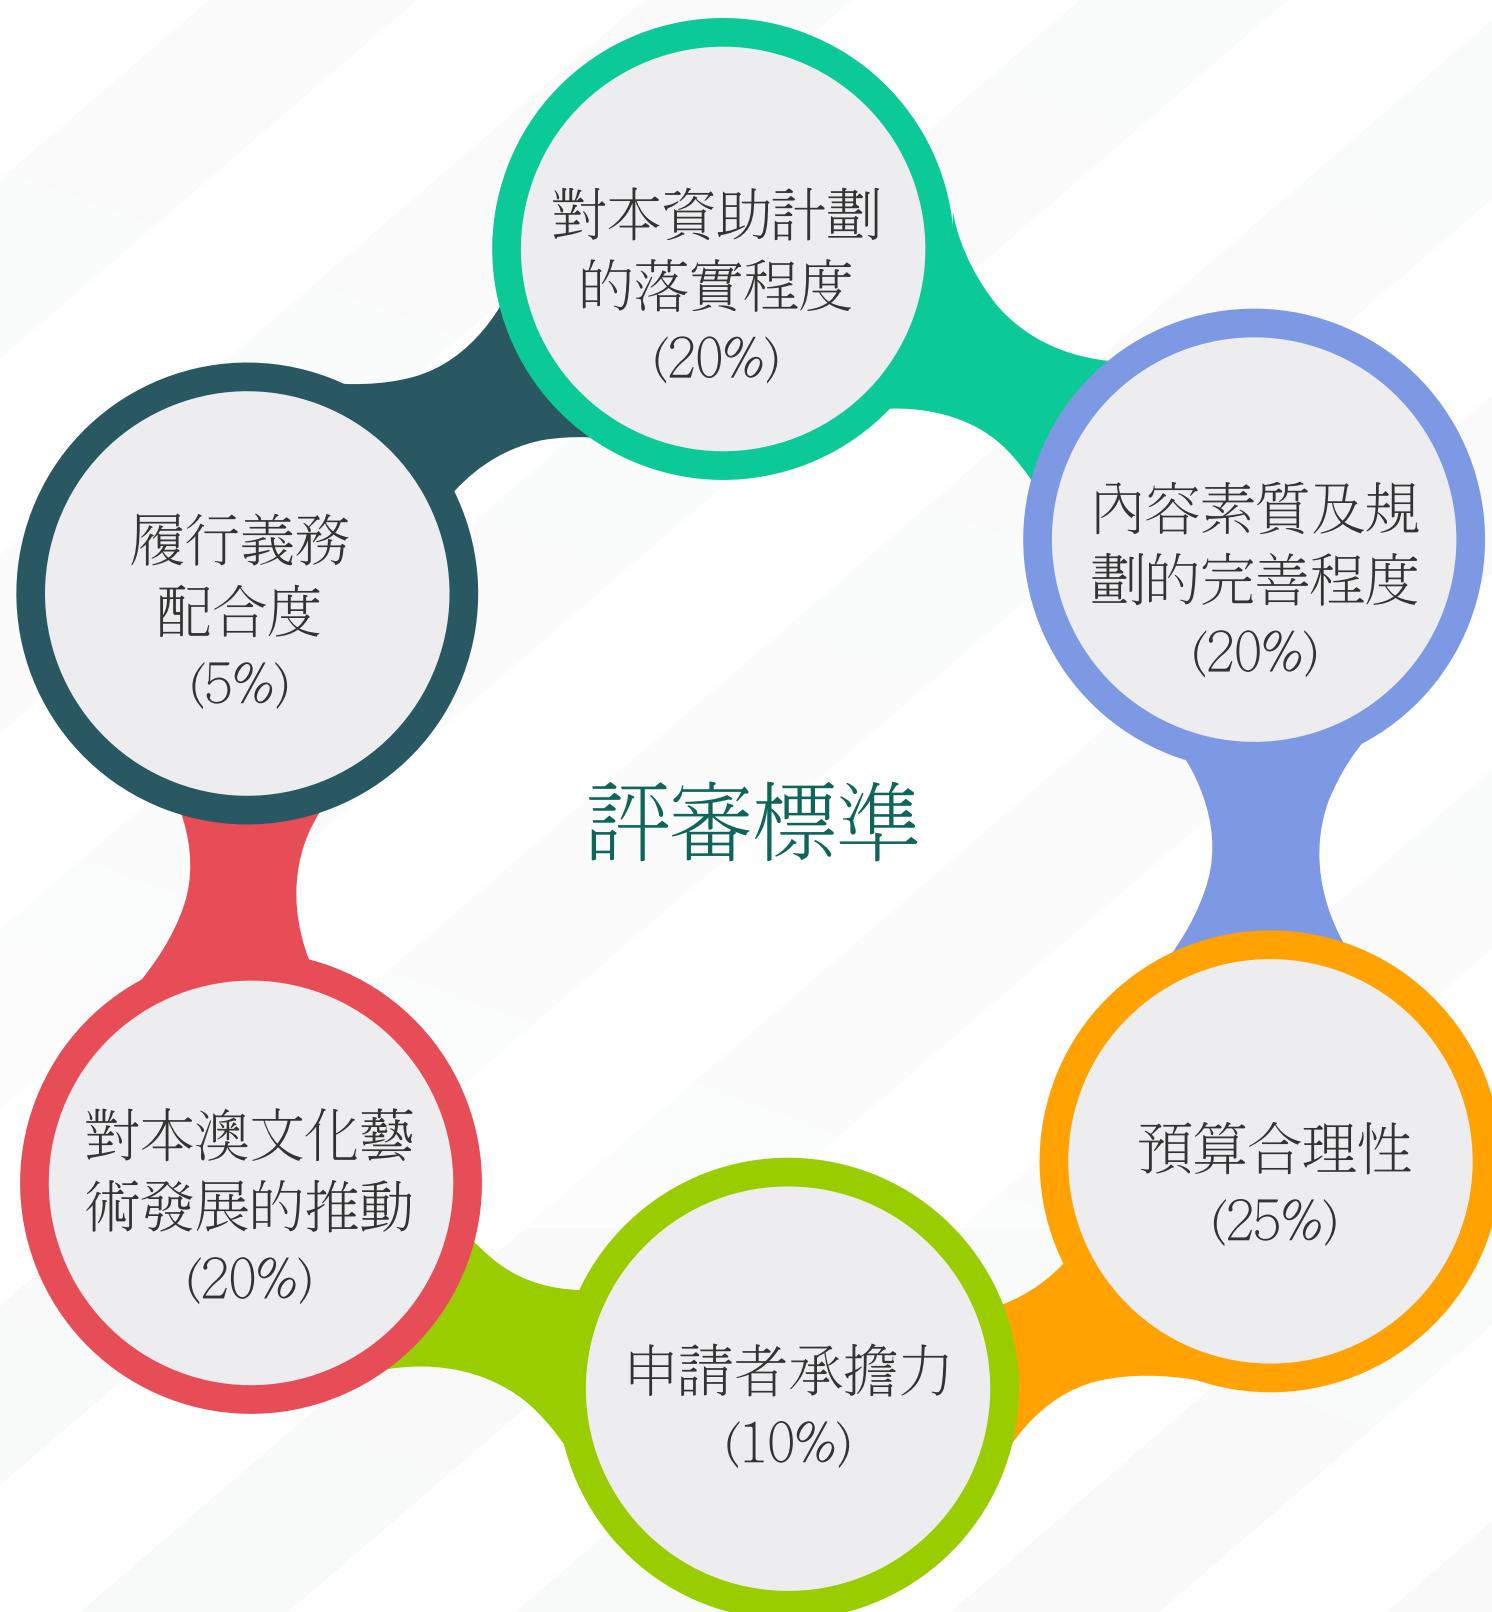 對本資助計劃
的落實程度
(20%)
內容素質及規
劃的完善程度
(20%)
預算合理性
(25%)
申請者承擔力
(10%)
對本澳文化藝
術發展的推動
(20%)
履行義務
配合度
(5%)
評審標準